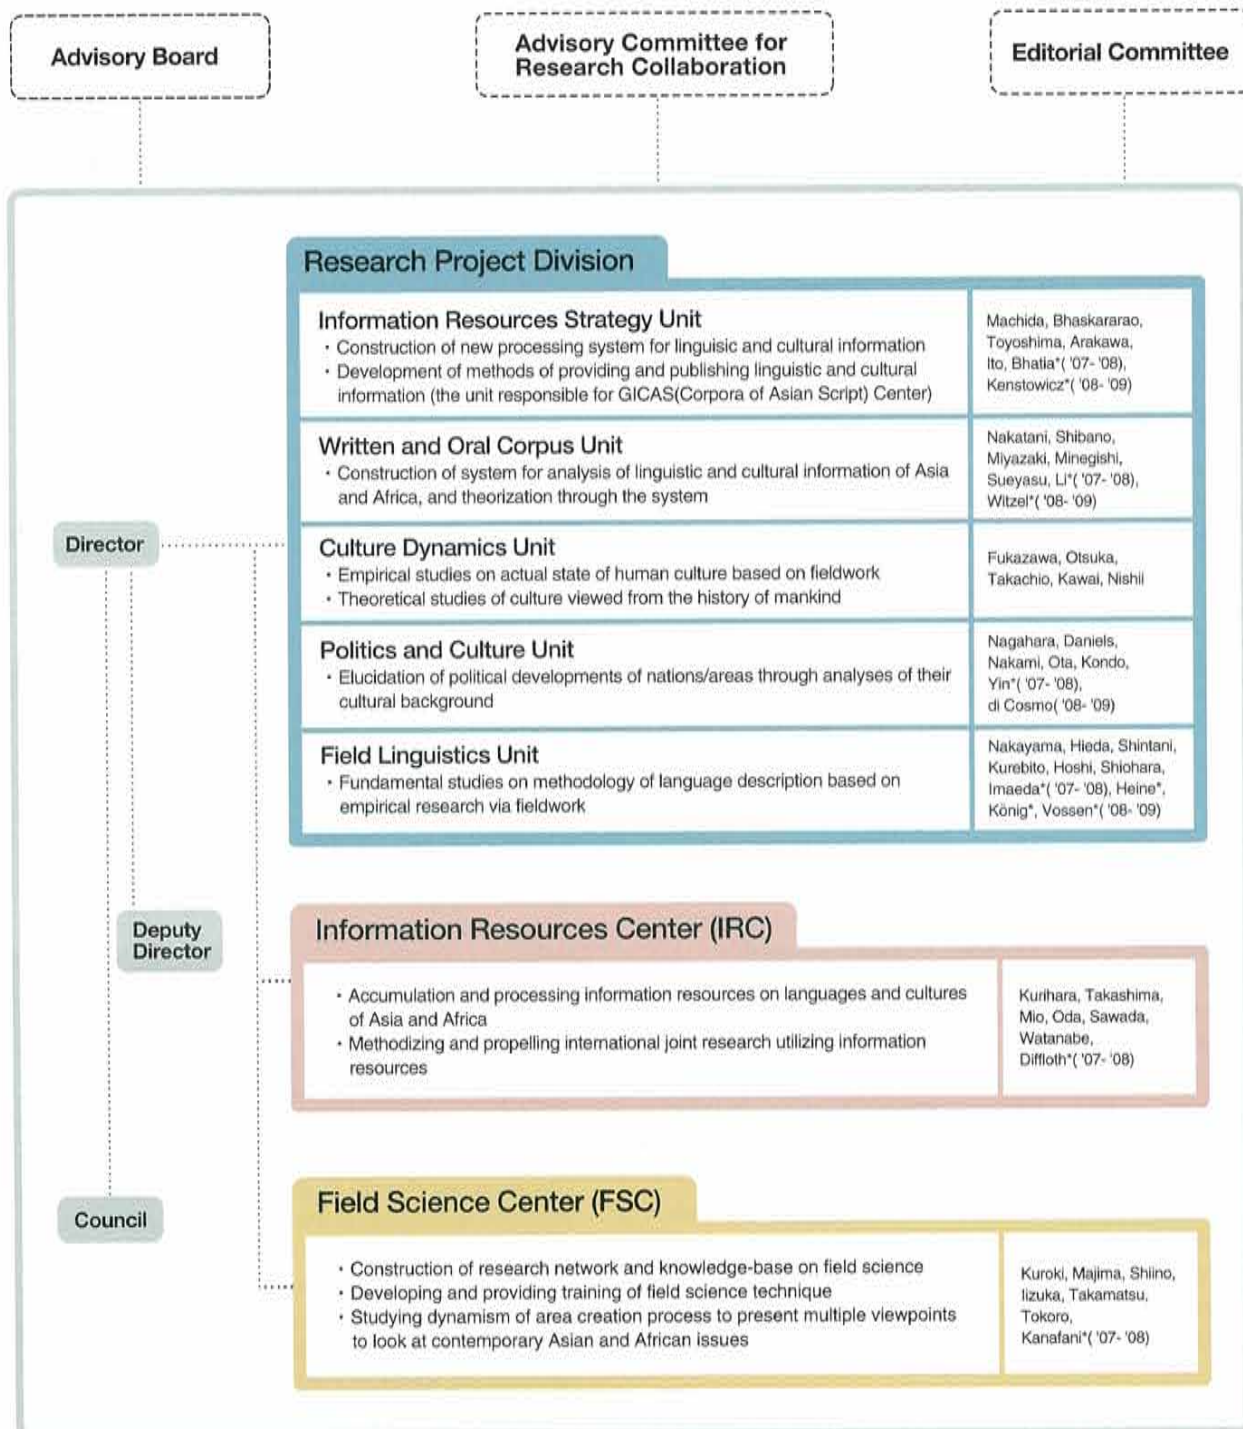 Advisory Board
Advisory Committee for
Research Collaboration
Editorial Committee
Research Project Division
Information Resources Strategy Unit
・Construction of new processing system for linguisic and cultural information
・Development of methods of providing and publishing linguistic and cultural
information (the unit responsible for GICAS(Corpora of Asian Script) Center)
Machida, Bhaskararao,
Toyoshima, Arakawa,
Ito, Bhatia*( '07- '08),
Kenstowicz*( '08- '09)
Written and Oral Corpus Unit
・Construction of system for analysis of linguistic and cultural information of Asia
and Africa, and theorization through the system
Nakatani, Shibano,
Miyazaki, Minegishi,
Sueyasu, Li*( '07- '08),
Witzel*( '08- '09)
Director
Culture Dynamics Unit
・Empirical studies on actual state of human culture based on fieldwork
・Theoretical studies of culture viewed from the history of mankind
Fukazawa, Otsuka,
Takachio, Kawai, Nishii
Politics and Culture Unit
・Elucidation of political developments of nations/areas through analyses of their
cultural background
Nagahara, Daniels,
Nakami, Ota, Kondo,
Yin*( '07- '08),
di Cosmo( '08- '09)
Field Linguistics Unit
・Fundamental studies on methodology of language description based on
empirical research via fieldwork
Nakayama, Hieda, Shintani,
Kurebito, Hoshi, Shiohara,
Imaeda*( '07- '08), Heine*,
König*, Vossen*( '08- '09)
Deputy
Director
Information Resources Center (IRC)
・Accumulation and processing information resources on languages and cultures
of Asia and Africa
・Methodizing and propelling international joint research utilizing information
resources
Kurihara, Takashima,
Mio, Oda, Sawada,
Watanabe,
Diffloth*( '07- '08)
Council
Field Science Center (FSC)
・Construction of research network and knowledge-base on field science
・Developing and providing training of field science technique
・Studying dynamism of area creation process to present multiple viewpoints
to look at contemporary Asian and African issues
Kuroki, Majima, Shiino,
Iizuka, Takamatsu,
Tokoro,
Kanafani*( '07- '08)